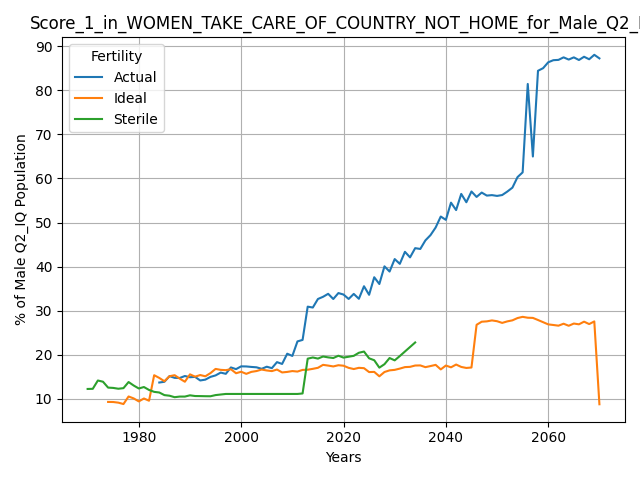 Score_1_in_WOMEN_TAKE_CARE_OF_COUNTRY_NOT_HOME_for_Male_Q2_I
Fertility
Actual
Ideal
Sterile
% of Male Q2_IQ Population
90
80
70
60
50
40
30
20
10
1980 2000 2020 2040 2060
Years